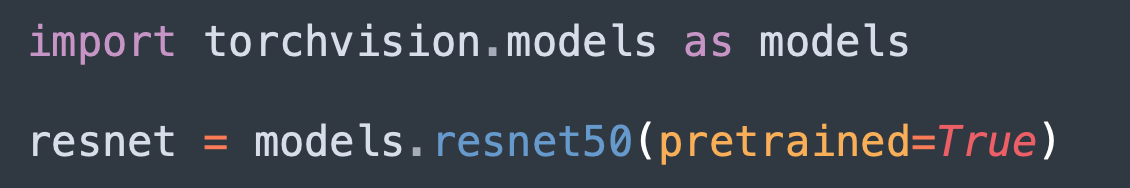 import torchvision.models as models
resnet = models.resnet50(pretrained=True)